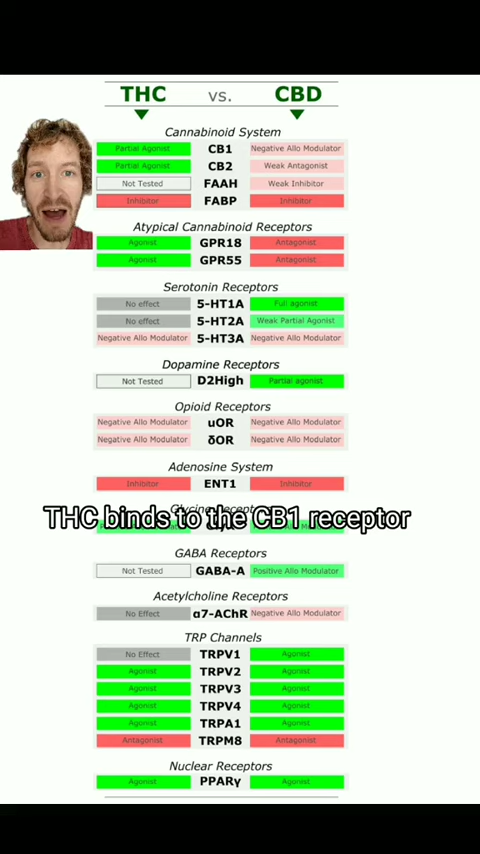 THC vs. CBD
Cannabinoid System
Partial Agonist CB1 Negative Allo Modulator
Partial Agonist CB2 Weak Antagonist
Not Tested FAAH Weak Inhibitor
Inhibitor FABP Inhibitor
Atypical Cannabinoid Receptors
Agonist GPR18 Antagonist
Agonist GPR55 Antagonist
Serotonin Receptors
No effect 5-HT1A Full agonist
No effect 5-HT2A Weak Partial Agonist
Negative Allo Modulator 5-HT3A Negative Allo Modulator
Dopamine Receptors
Not Tested D2High Partial agonist
Opioid Receptors
Negative Allo Modulator uOR Negative Allo Modulator
Negative Allo Modulator δOR Negative Allo Modulator
Adenosine System
Inhibitor ENT1 Inhibitor
THC binds to the CB1 receptor
GABA Receptors
Not Tested GABA-A Positive Allo Modulator
Acetylcholine Receptors
No Effect α7-AChR Negative Allo Modulator
TRP Channels
No Effect TRPV1 Agonist
Agonist TRPV2 Agonist
Agonist TRPV3 Agonist
Agonist TRPV4 Agonist
Agonist TRPA1 Agonist
Antagonist TRPM8 Antagonist
Nuclear Receptors
Agonist PPARγ Agonist